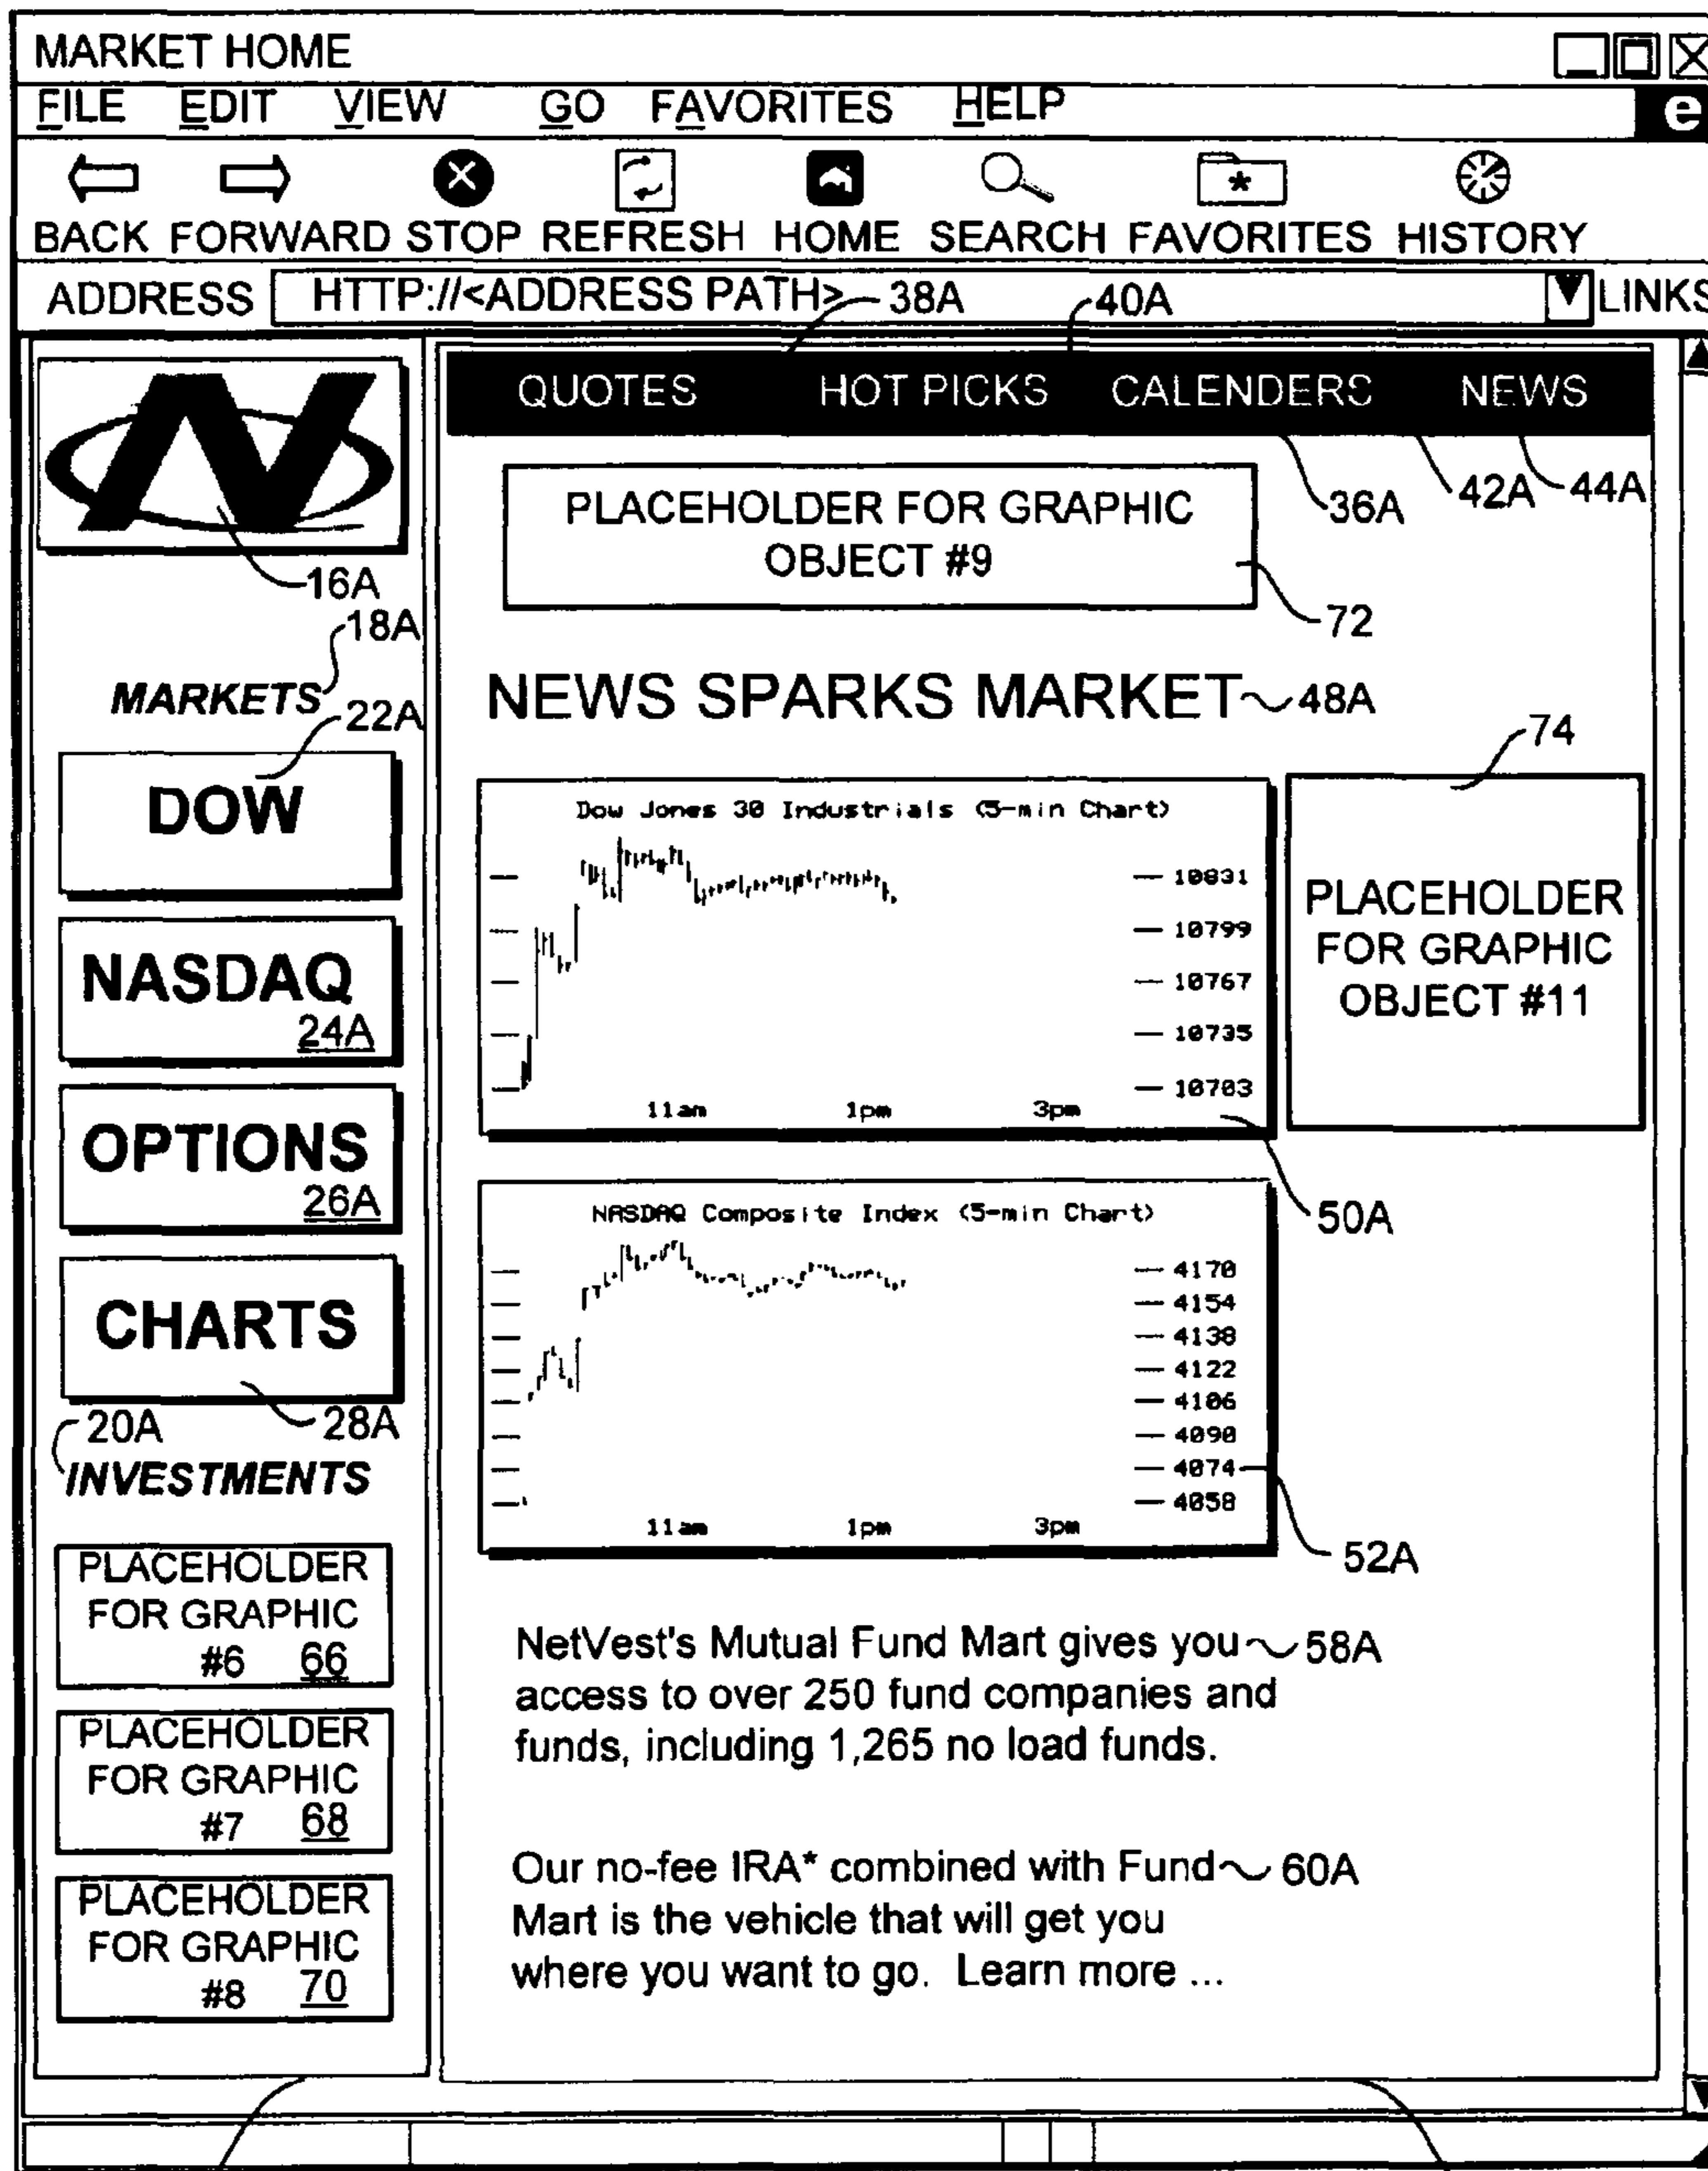 MARKET HOME
FILE EDIT VIEW GO FAVORITES HELP
e
BACK FORWARD STOP REFRESH HOME SEARCH FAVORITES HISTORY
ADDRESS HTTP://<ADDRESS PATH> 38A 40A LINKS
N
16A
18A
MARKETS
22A
DOW
NASDAQ
24A
OPTIONS
26A
CHARTS
20A 28A
INVESTMENTS
PLACEHOLDER
FOR GRAPHIC
#6 66
PLACEHOLDER
FOR GRAPHIC
#7 68
PLACEHOLDER
FOR GRAPHIC
#8 70
QUOTES HOT PICKS CALENDERS NEWS
36A 42A 44A
PLACEHOLDER FOR GRAPHIC
OBJECT #9
72
NEWS SPARKS MARKET 48A
74
Dow Jones 30 Industrials (5-min Chart)
10831
10799
10767
10735
10703
11am 1pm 3pm
PLACEHOLDER
FOR GRAPHIC
OBJECT #11
50A
NASDAQ Composite Index (5-min Chart)
4170
4154
4138
4122
4106
4090
4074
4058
11am 1pm 3pm
52A
NetVest's Mutual Fund Mart gives you 58A
access to over 250 fund companies and
funds, including 1,265 no load funds.
Our no-fee IRA* combined with Fund 60A
Mart is the vehicle that will get you
where you want to go. Learn more ...